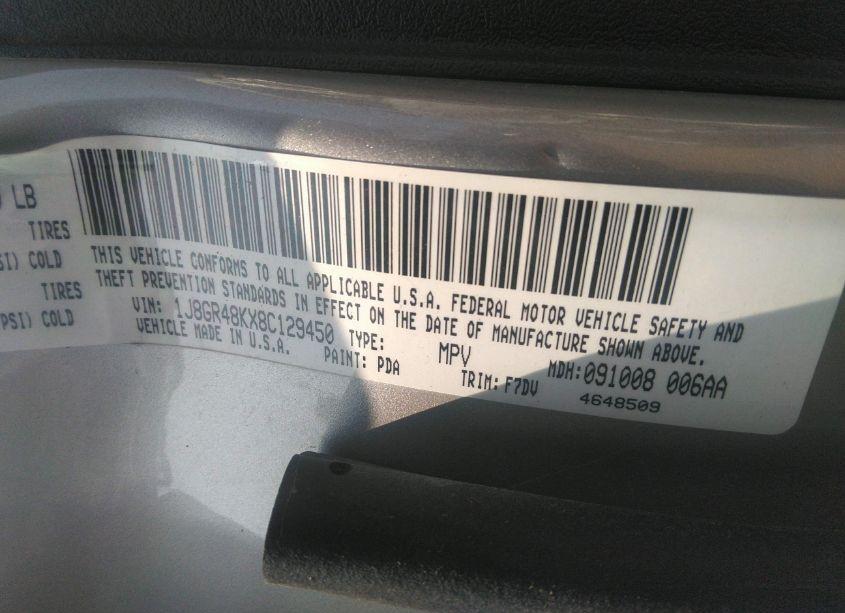 LB
TIRES
COLD
TIRES
PSI) COLD
THIS VEHICLE CONFORMS TO ALL APPLICABLE U.S.A. FEDERAL MOTOR VEHICLE SAFETY AND
THEFT PREVENTION STANDARDS IN EFFECT ON THE DATE OF MANUFACTURE SHOWN ABOVE.
VIN: 1J8GR48KX8C129450 TYPE: MPV MDH:091008 006AA
VEHICLE MADE IN U.S.A. PAINT: PDA TRIM: F7DV 4648509